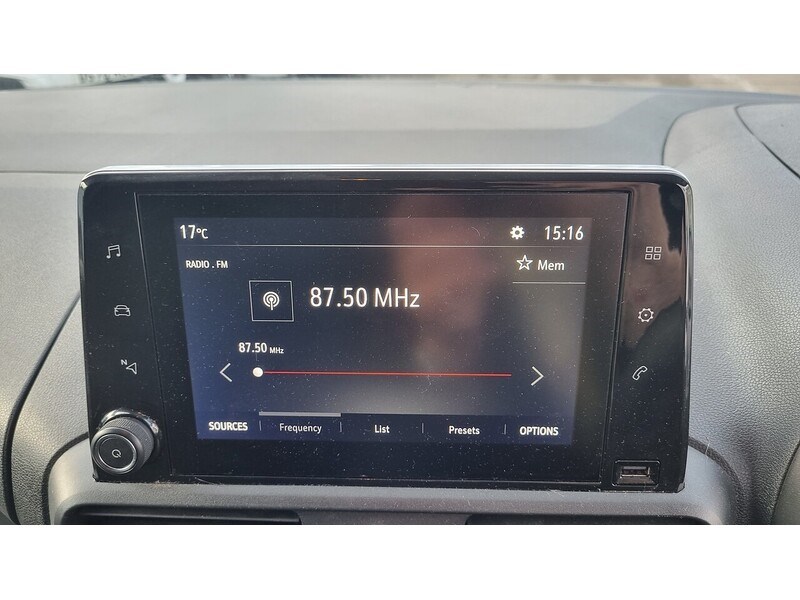 17°C 15:16
RADIO . FM Mem
87.50 MHz
87.50 MHz
N
SOURCES Frequency List Presets OPTIONS